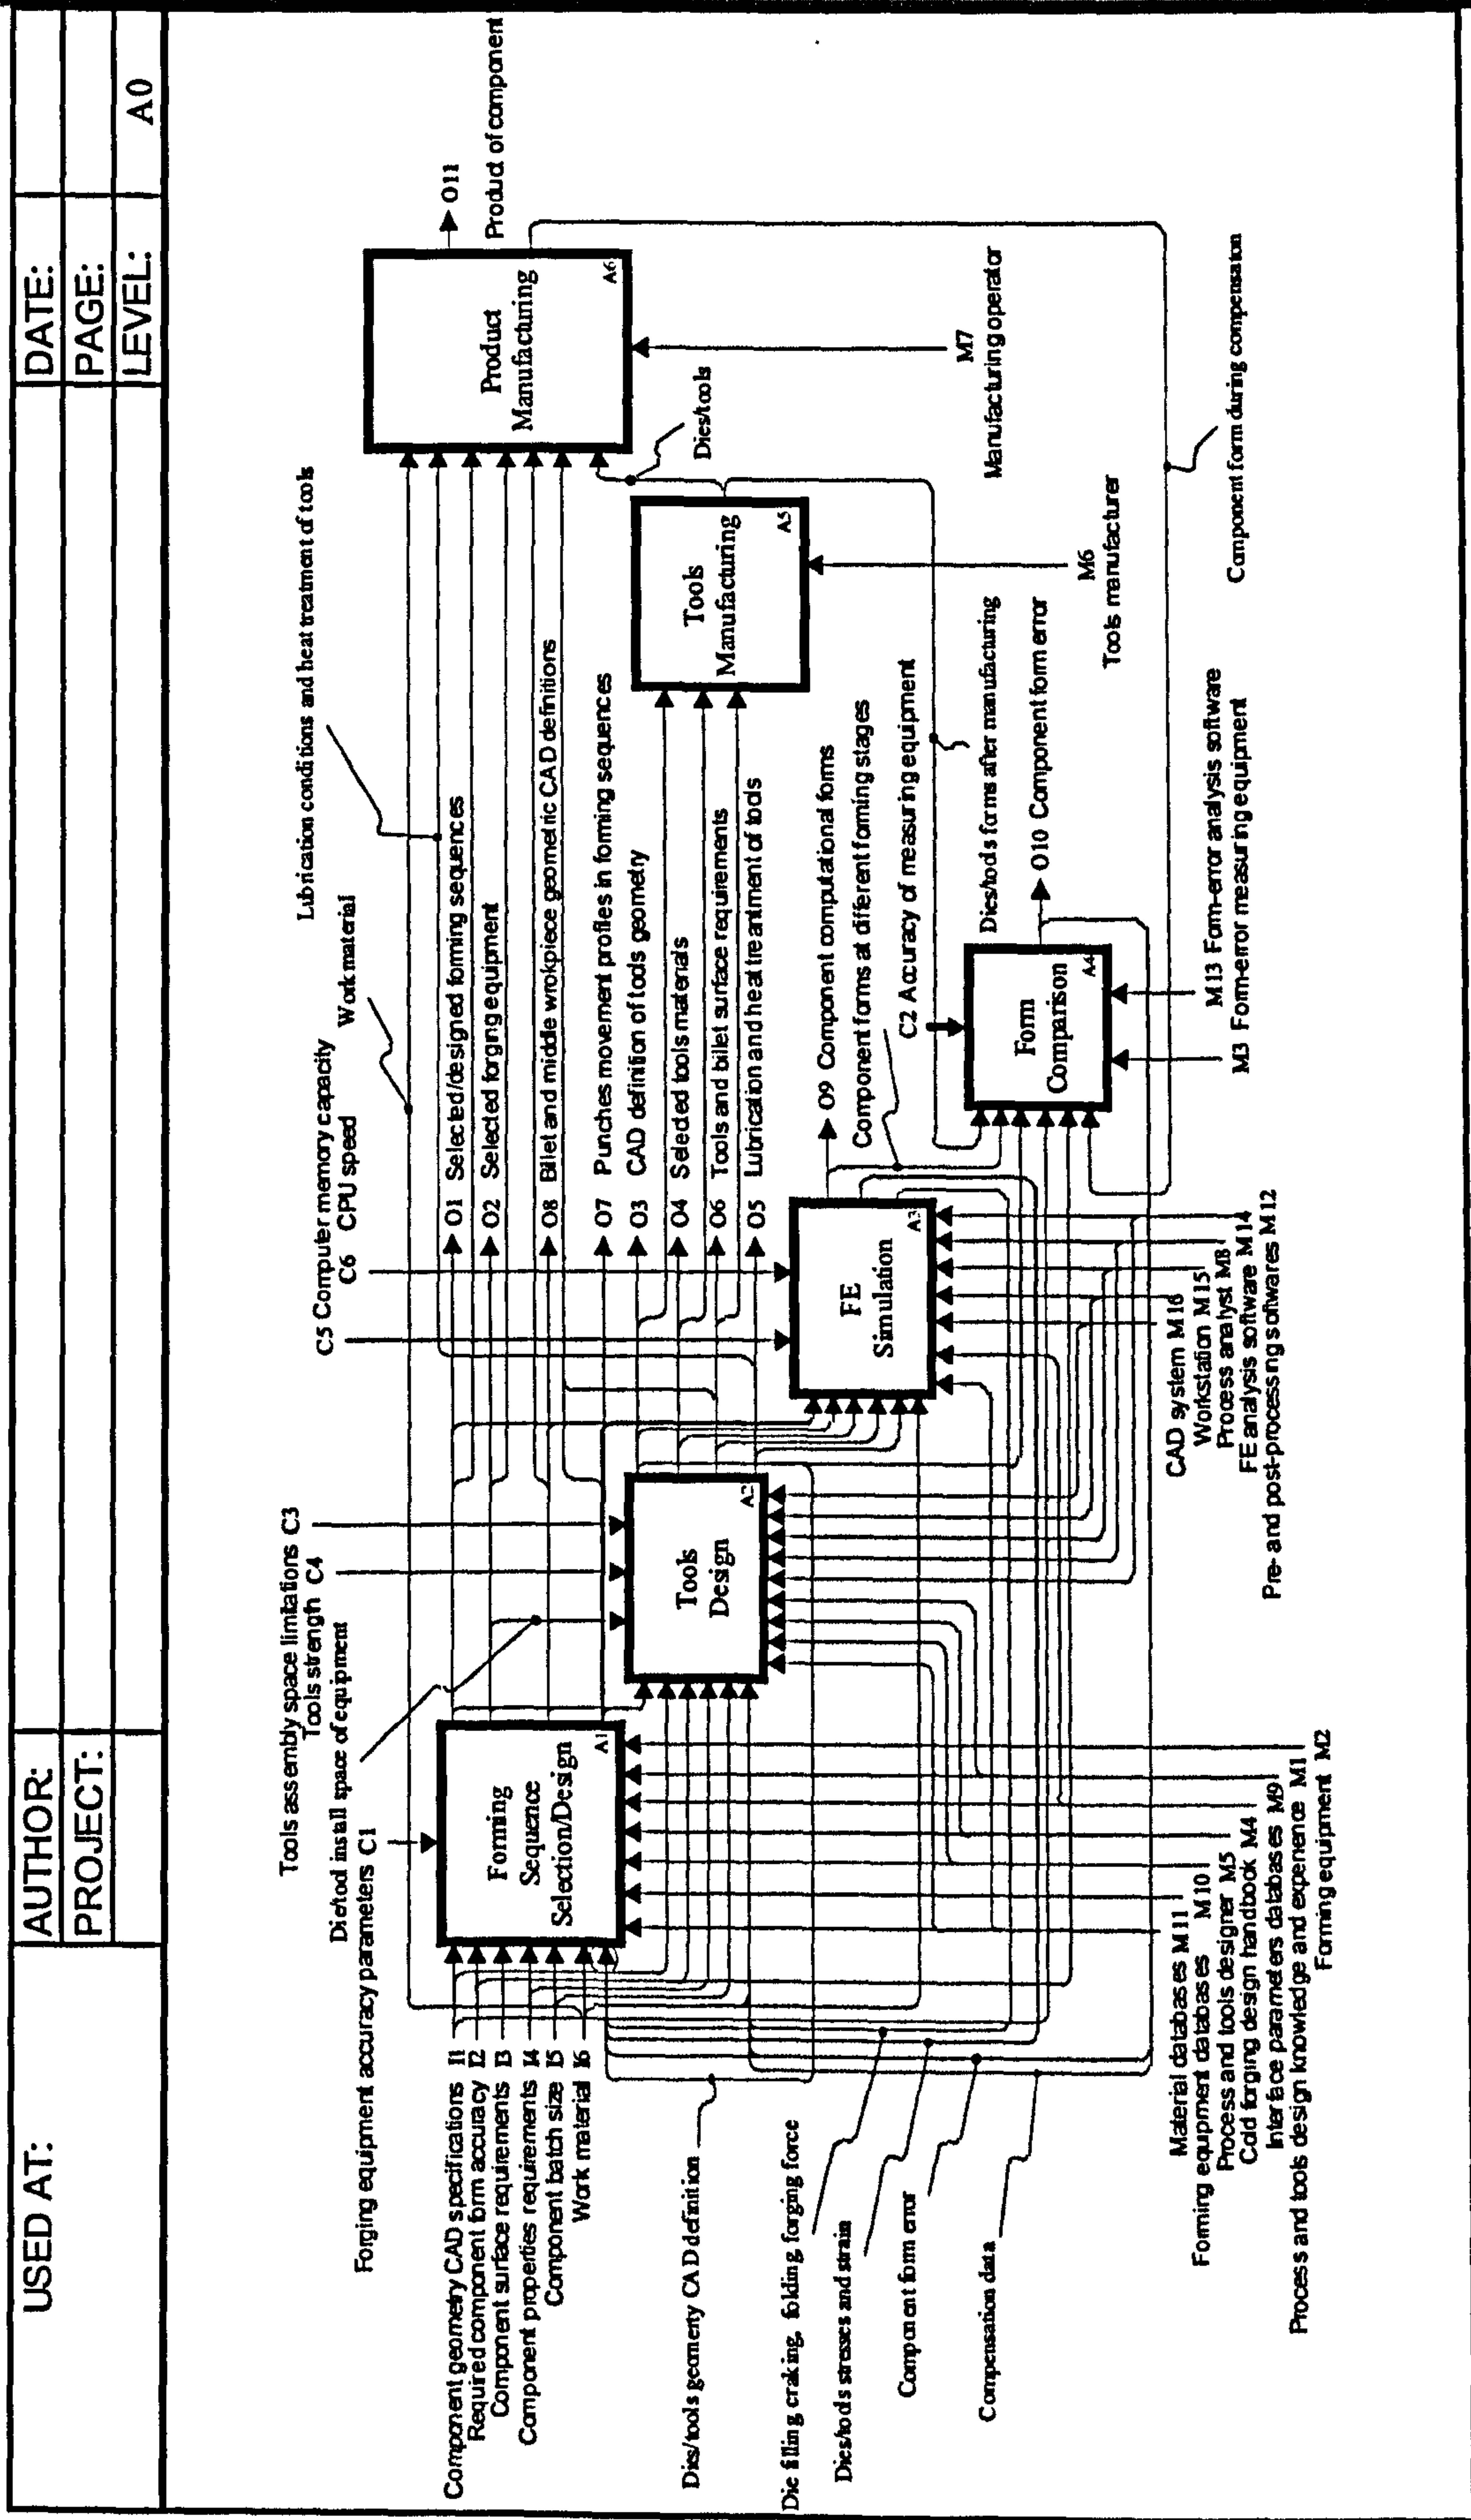 USED AT:
AUTHOR:
DATE:
PROJECT:
PAGE:
LEVEL:
A0
Tools assembly space limitations C3
Tools strength C4
Die/tool install space of equipment
Forging equipment accuracy parameters C1
C5 Computer memory capacity
C6 CPU speed
Work material
Lubrication conditions and heat treatment of tools
Component geometry CAD specifications I1
Required component form accuracy I2
Component surface requirements I3
Component properties requirements I4
Component batch size I5
Work material I6
Forming
Sequence
Selection/Design
A1
Tools
Design
A2
FE
Simulation
A3
Form
Comparison
A4
Tools
Manufacturing
A5
Product
Manufacturing
A6
O1 Selected/designed forming sequences
O2 Selected forging equipment
O8 Billet and middle wrokpiece geometric CAD definitions
O7 Punches movement profiles in forming sequences
O3 CAD definition of tools geometry
O4 Selected tools materials
O6 Tools and billet surface requirements
O5 Lubrication and heat treantment of tools
O9 Component computational forms
Component forms at different forming stages
C2 Accuracy of measuring equipment
Dies/tools forms after manufacturing
O10 Component form error
O11
Product of component
Dies/tools
M7
Manufacturing operator
M6
Tools manufacturer
Component form during compensaton
M13 Form-error analysis software
M3 Form-error measuring equipment
CAD system M16
Workstation M15
Process analyst M8
FE analysis software M14
Pre- and post-processing softwares M12
Dies/tools geomerty CAD definition
Die filling craking, folding, forging force
Dies/tools stresses and strain
Component form error
Compensation data
Material databases M11
Forming equpment databases M10
Process and tools designer M5
Cold forging design handbook M4
Interface parameters databases M9
Process and tools design knowledge and experience M1
Forming equipment M2